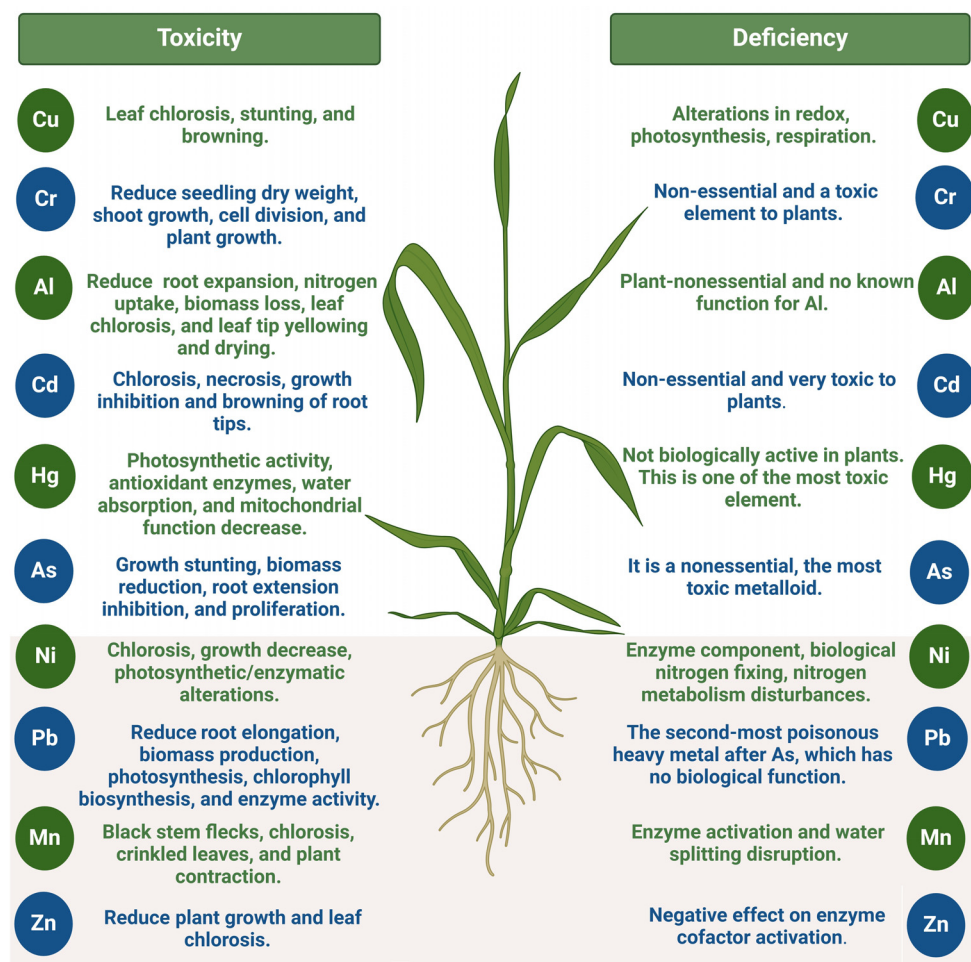 Toxicity
Deficiency
Cu
Leaf chlorosis, stunting, and
browning.
Alterations in redox,
photosynthesis, respiration.
Cu
Cr
Reduce seedling dry weight,
shoot growth, cell division, and
plant growth.
Non-essential and a toxic
element to plants.
Cr
Al
Reduce root expansion, nitrogen
uptake, biomass loss, leaf
chlorosis, and leaf tip yellowing
and drying.
Plant-nonessential and no known
function for Al.
Al
Cd
Chlorosis, necrosis, growth
inhibition and browning of root
tips.
Non-essential and very toxic to
plants.
Cd
Hg
Photosynthetic activity,
antioxidant enzymes, water
absorption, and mitochondrial
function decrease.
Not biologically active in plants.
This is one of the most toxic
element.
Hg
As
Growth stunting, biomass
reduction, root extension
inhibition, and proliferation.
It is a nonessential, the most
toxic metalloid.
As
Ni
Chlorosis, growth decrease,
photosynthetic/enzymatic
alterations.
Enzyme component, biological
nitrogen fixing, nitrogen
metabolism disturbances.
Ni
Pb
Reduce root elongation,
biomass production,
photosynthesis, chlorophyll
biosynthesis, and enzyme activity.
The second-most poisonous
heavy metal after As, which has
no biological function.
Pb
Mn
Black stem flecks, chlorosis,
crinkled leaves, and plant
contraction.
Enzyme activation and water
splitting disruption.
Mn
Zn
Reduce plant growth and leaf
chlorosis.
Negative effect on enzyme
cofactor activation.
Zn